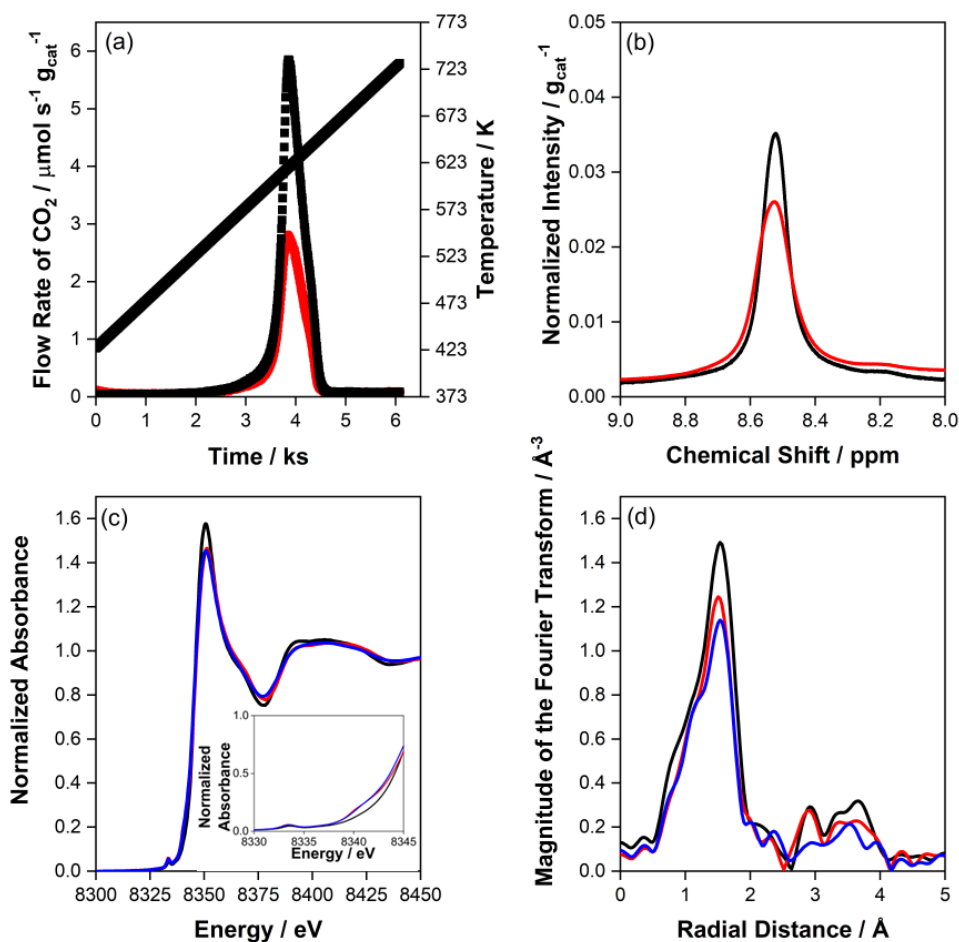 (a)
Flow Rate of CO₂ / μmol s⁻¹ g_cat⁻¹
6
5
4
3
2
1
0
773
723
673
623
573
523
473
423
373
Temperature / K
0 1 2 3 4 5 6
Time / ks
(b)
Normalized Intensity / g_cat⁻¹
0.05
0.04
0.03
0.02
0.01
0.00
9.0 8.8 8.6 8.4 8.2 8.0
Chemical Shift / ppm
(c)
Normalized Absorbance
1.6
1.4
1.2
1.0
0.8
0.6
0.4
0.2
0.0
Normalized
Absorbance
1.0
0.5
0.0
8330 8335 8340 8345
Energy / eV
8300 8325 8350 8375 8400 8425 8450
Energy / eV
(d)
Magnitude of the Fourier Transform / Å⁻³
1.6
1.4
1.2
1.0
0.8
0.6
0.4
0.2
0.0
0 1 2 3 4 5
Radial Distance / Å